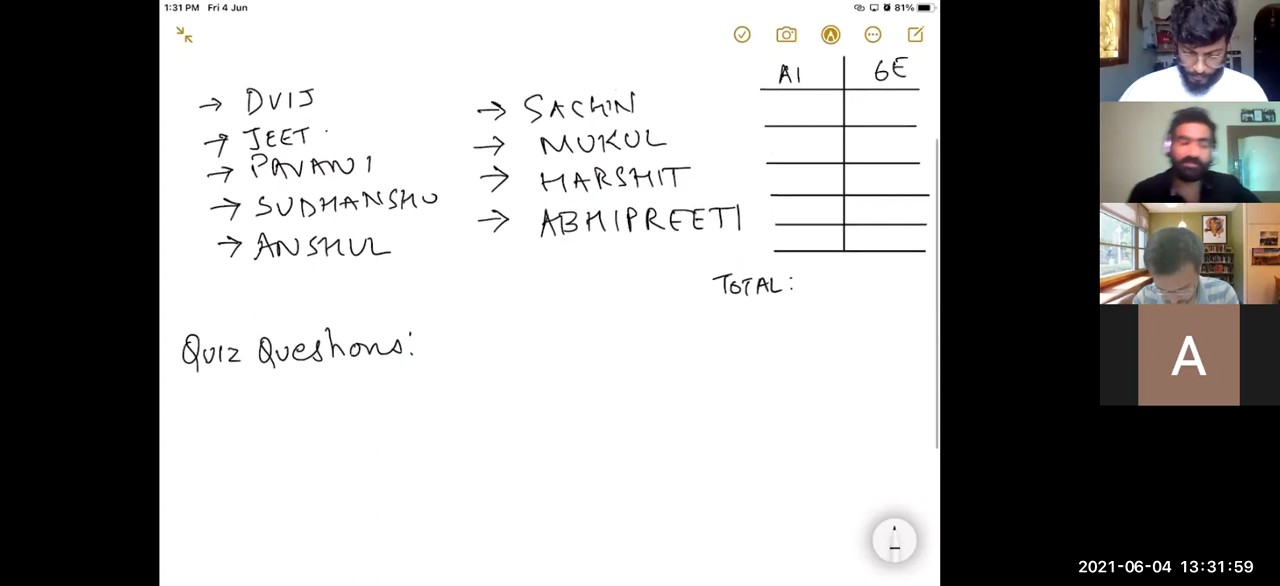 1:31 PM Fri 4 Jun
81%
AI 6E
→ DVIJ
→ JEET
→ PAVANI
→ SUDHANSHU
→ ANSHUL
→ SACHIN
→ MUKUL
→ HARSHIT
→ ABHIPREETI
TOTAL:
Quiz Questions:
A
2021-06-04 13:31:59